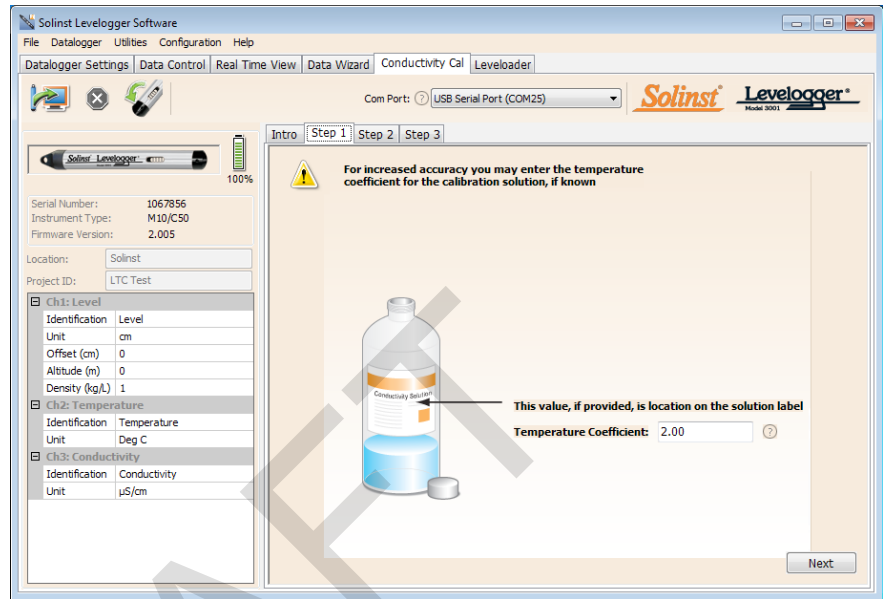 Solinst Levelogger Software
File Datalogger Utilities Configuration Help
Datalogger Settings Data Control Real Time View Data Wizard Conductivity Cal Leveloader
Com Port: ? USB Serial Port (COM25)
Solinst
Levelogger
Model 3001
Intro Step 1 Step 2 Step 3
Solinst Levelogger
100%
Serial Number: 1067856
Instrument Type: M10/C50
Firmware Version: 2.005
Location: Solinst
Project ID: LTC Test
Ch1: Level
Identification Level
Unit cm
Offset (cm) 0
Altitude (m) 0
Density (kg/L) 1
Ch2: Temperature
Identification Temperature
Unit Deg C
Ch3: Conductivity
Identification Conductivity
Unit µS/cm
For increased accuracy you may enter the temperature
coefficient for the calibration solution, if known
Conductivity Solution
This value, if provided, is location on the solution label
Temperature Coefficient: 2.00 ?
Next